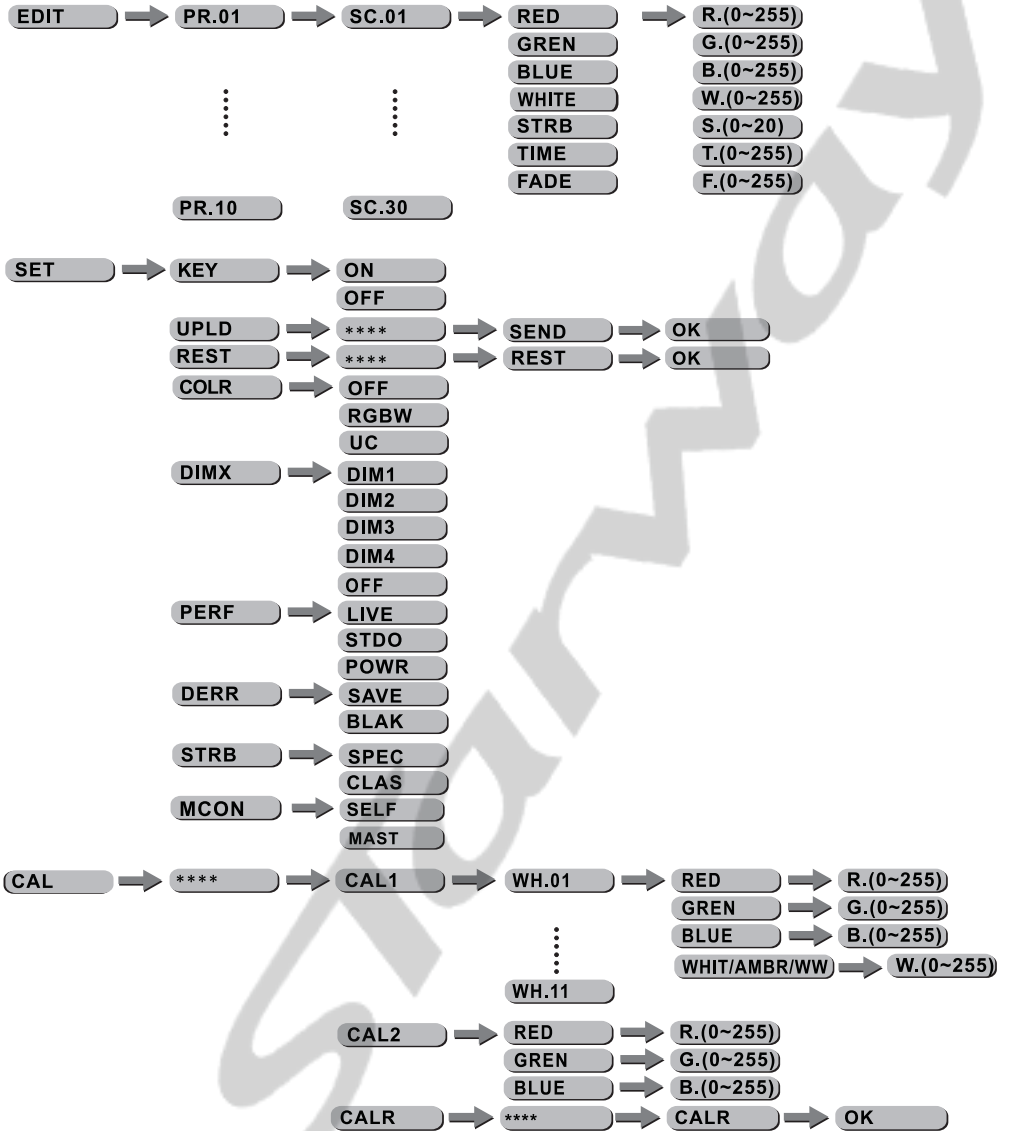 EDIT PR.01 SC.01 RED R.(0~255)
GREN G.(0~255)
BLUE B.(0~255)
WHITE W.(0~255)
STRB S.(0~20)
TIME T.(0~255)
FADE F.(0~255)
PR.10 SC.30
SET KEY ON
OFF
UPLD **** SEND OK
REST **** REST OK
COLR OFF
RGBW
UC
DIMX DIM1
DIM2
DIM3
DIM4
OFF
PERF LIVE
STDO
POWR
DERR SAVE
BLAK
STRB SPEC
CLAS
MCON SELF
MAST
CAL **** CAL1 WH.01 RED R.(0~255)
GREN G.(0~255)
BLUE B.(0~255)
WHIT/AMBR/WW W.(0~255)
WH.11
CAL2 RED R.(0~255)
GREN G.(0~255)
BLUE B.(0~255)
CALR **** CALR OK
Starway